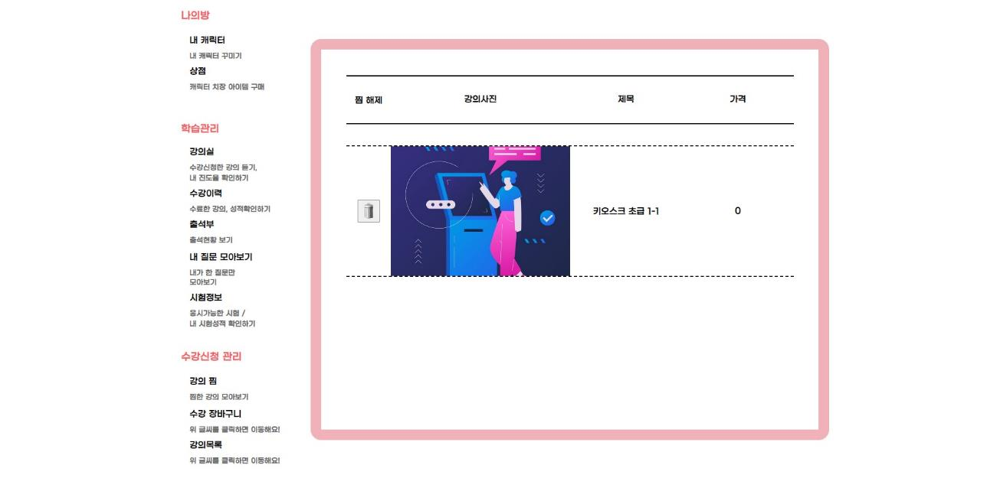 나의방
내 캐릭터
내 캐릭터 꾸미기
상점
캐릭터 치장 아이템 구매
학습관리
강의실
수강신청한 강의 듣기,
내 진도율 확인하기
수강이력
수료한 강의, 성적확인하기
출석부
출석현황 보기
내 질문 모아보기
내가 한 질문만
모아보기
시험정보
응시가능한 시험 /
내 시험성적 확인하기
수강신청 관리
강의 찜
찜한 강의 모아보기
수강 장바구니
위 글씨를 클릭하면 이동해요!
강의목록
위 글씨를 클릭하면 이동해요!
찜 해제 강의사진 제목 가격
키오스크 초급 1-1 0